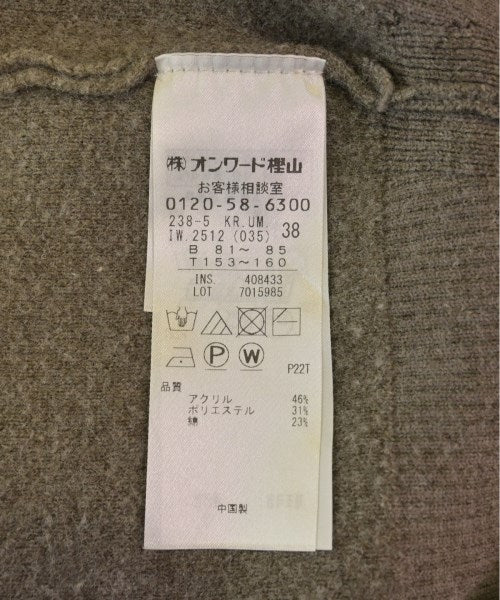 (株)オンワード樫山
お客様相談室
0120-58-6300
238-5 KR.UM.
IW.2512 (035) 38
B 81~ 85
T153~160
INS. 408433
LOT 7015985
P W
P22T
品質
アクリル 46%
ポリエステル 31%
綿 23%
中国製